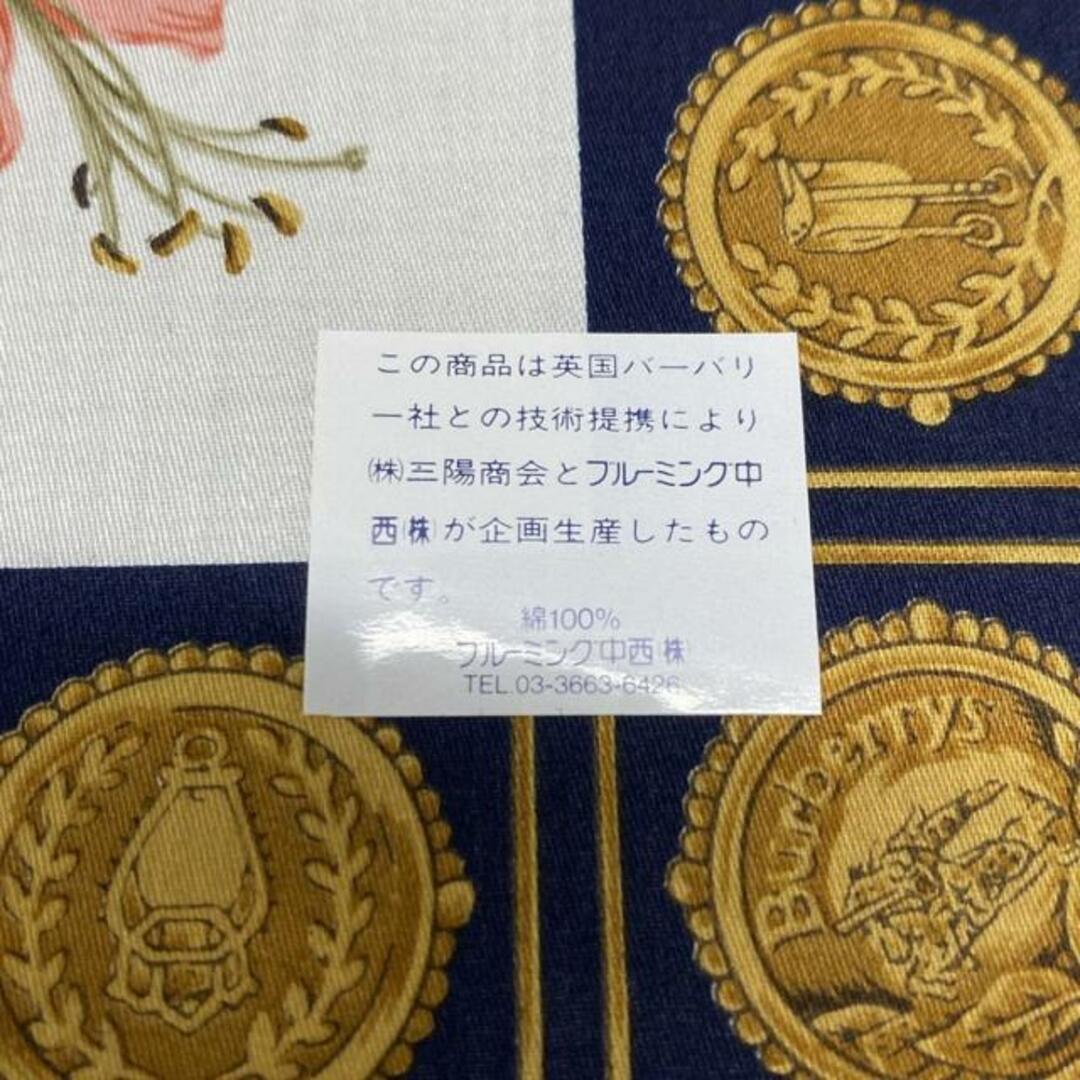 この商品は英国バーバリ
ー社との技術提携により
㈱三陽商会とブルーミング中
西㈱が企画生産したもの
です。
綿100%
ブルーミング中西㈱
TEL.03-3663-6426
Burberrys